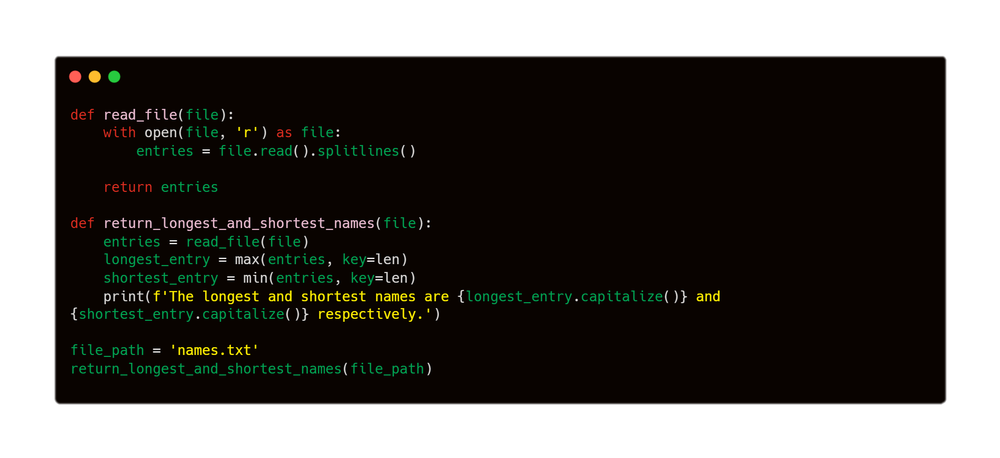 def read_file(file):
    with open(file, 'r') as file:
        entries = file.read().splitlines()

    return entries

def return_longest_and_shortest_names(file):
    entries = read_file(file)
    longest_entry = max(entries, key=len)
    shortest_entry = min(entries, key=len)
    print(f'The longest and shortest names are {longest_entry.capitalize()} and
{shortest_entry.capitalize()} respectively.')

file_path = 'names.txt'
return_longest_and_shortest_names(file_path)